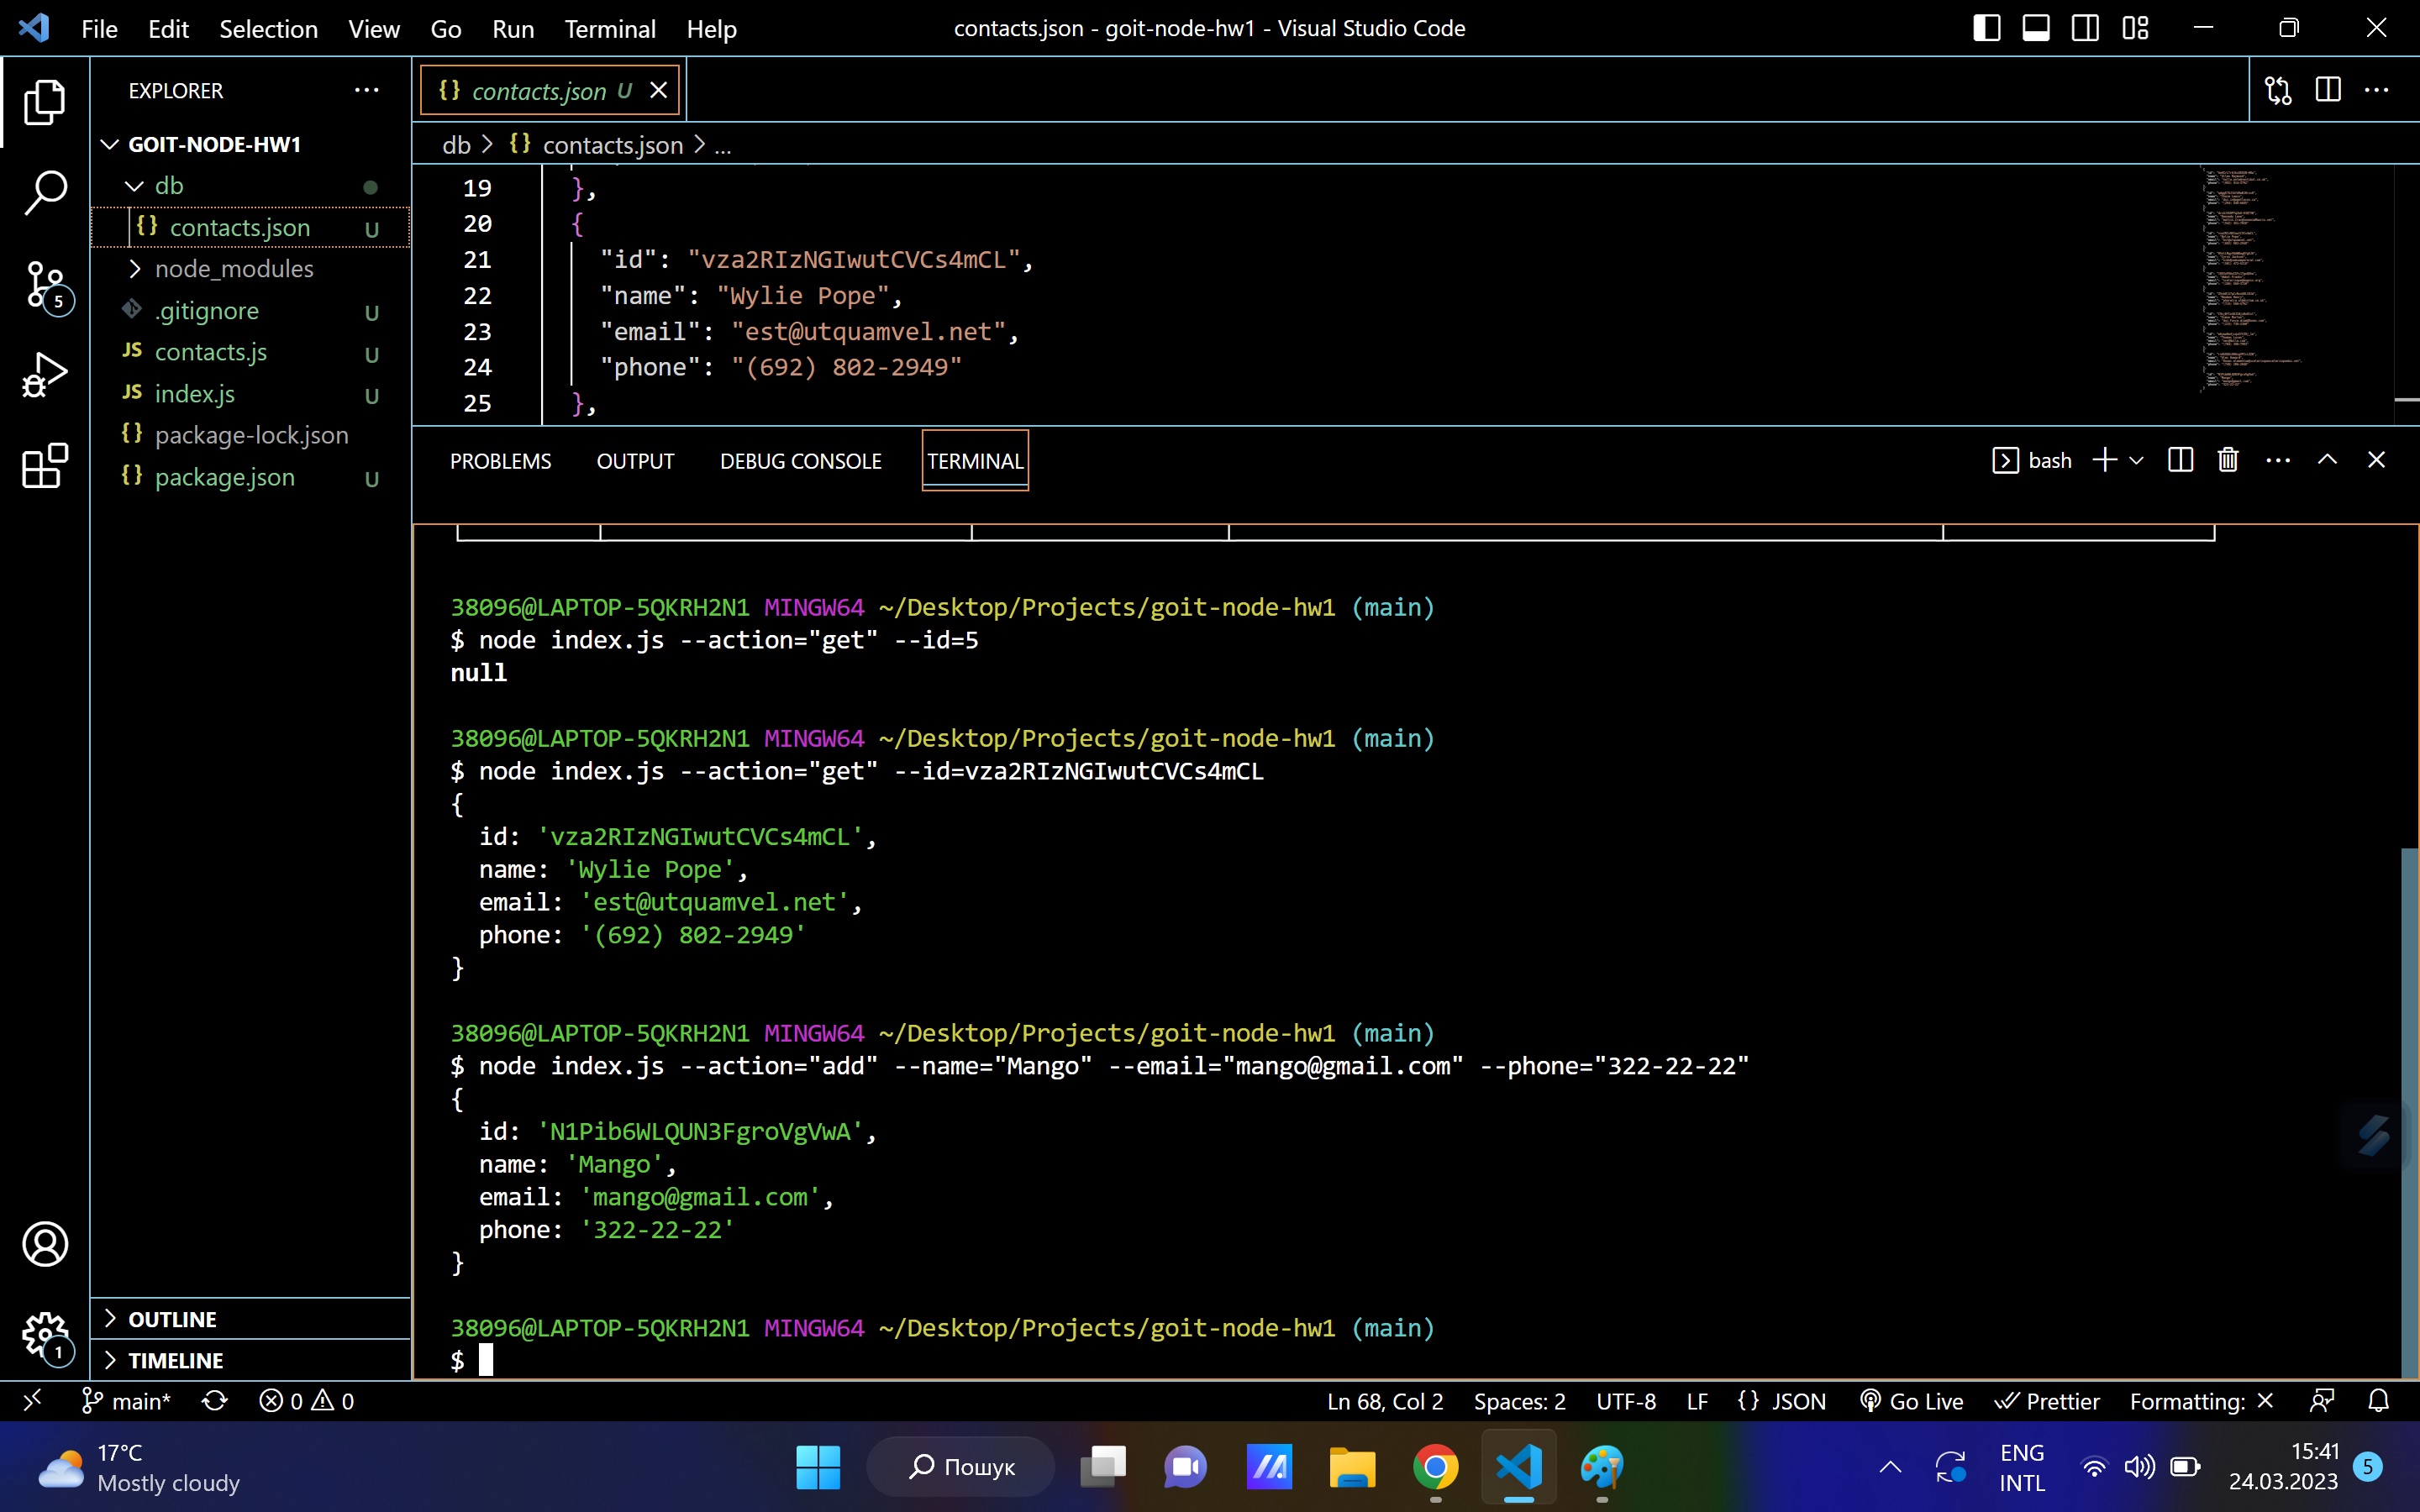 File Edit Selection View Go Run Terminal Help contacts.json - goit-node-hw1 - Visual Studio Code
EXPLORER
GOIT-NODE-HW1
db
{} contacts.json U
node_modules
.gitignore U
JS contacts.js U
JS index.js U
{} package-lock.json
{} package.json U
OUTLINE
TIMELINE
5
1
{} contacts.json U
db > {} contacts.json > ...
19 },
20 {
21 "id": "vza2RIzNGIwutCVCs4mCL",
22 "name": "Wylie Pope",
23 "email": "est@utquamvel.net",
24 "phone": "(692) 802-2949"
25 },
PROBLEMS OUTPUT DEBUG CONSOLE TERMINAL bash
38096@LAPTOP-5QKRH2N1 MINGW64 ~/Desktop/Projects/goit-node-hw1 (main)
$ node index.js --action="get" --id=5
null
38096@LAPTOP-5QKRH2N1 MINGW64 ~/Desktop/Projects/goit-node-hw1 (main)
$ node index.js --action="get" --id=vza2RIzNGIwutCVCs4mCL
{
id: 'vza2RIzNGIwutCVCs4mCL',
name: 'Wylie Pope',
email: 'est@utquamvel.net',
phone: '(692) 802-2949'
}
38096@LAPTOP-5QKRH2N1 MINGW64 ~/Desktop/Projects/goit-node-hw1 (main)
$ node index.js --action="add" --name="Mango" --email="mango@gmail.com" --phone="322-22-22"
{
id: 'N1Pib6WLQUN3FgroVgVwA',
name: 'Mango',
email: 'mango@gmail.com',
phone: '322-22-22'
}
38096@LAPTOP-5QKRH2N1 MINGW64 ~/Desktop/Projects/goit-node-hw1 (main)
$
main* 0 0 Ln 68, Col 2 Spaces: 2 UTF-8 LF {} JSON Go Live Prettier Formatting: ×
17°C
Mostly cloudy
Пошук
ENG
INTL
15:41
24.03.2023
5